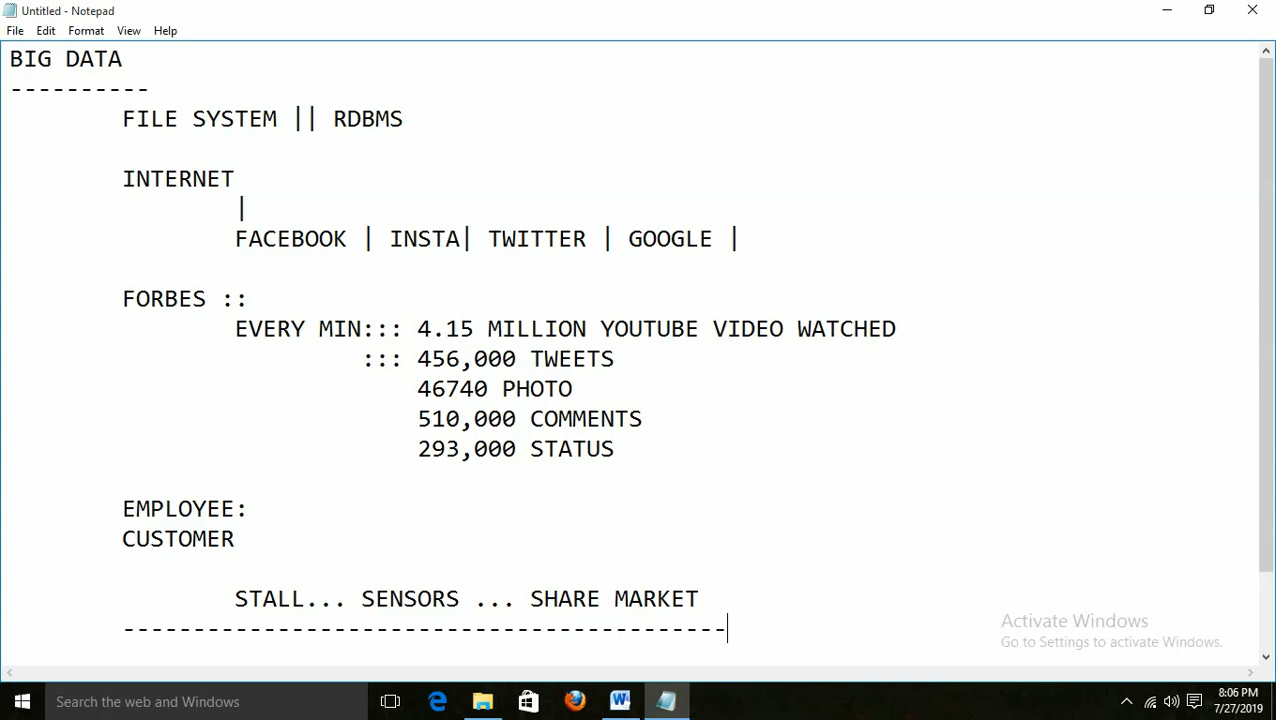 Untitled - Notepad
File Edit Format View Help
BIG DATA
----------
FILE SYSTEM || RDBMS
INTERNET
|
FACEBOOK | INSTA| TWITTER | GOOGLE |
FORBES ::
EVERY MIN::: 4.15 MILLION YOUTUBE VIDEO WATCHED
::: 456,000 TWEETS
46740 PHOTO
510,000 COMMENTS
293,000 STATUS
EMPLOYEE:
CUSTOMER
STALL... SENSORS ... SHARE MARKET
-------------------------------------------
Activate Windows
Go to Settings to activate Windows.
Search the web and Windows
8:06 PM
7/27/2019